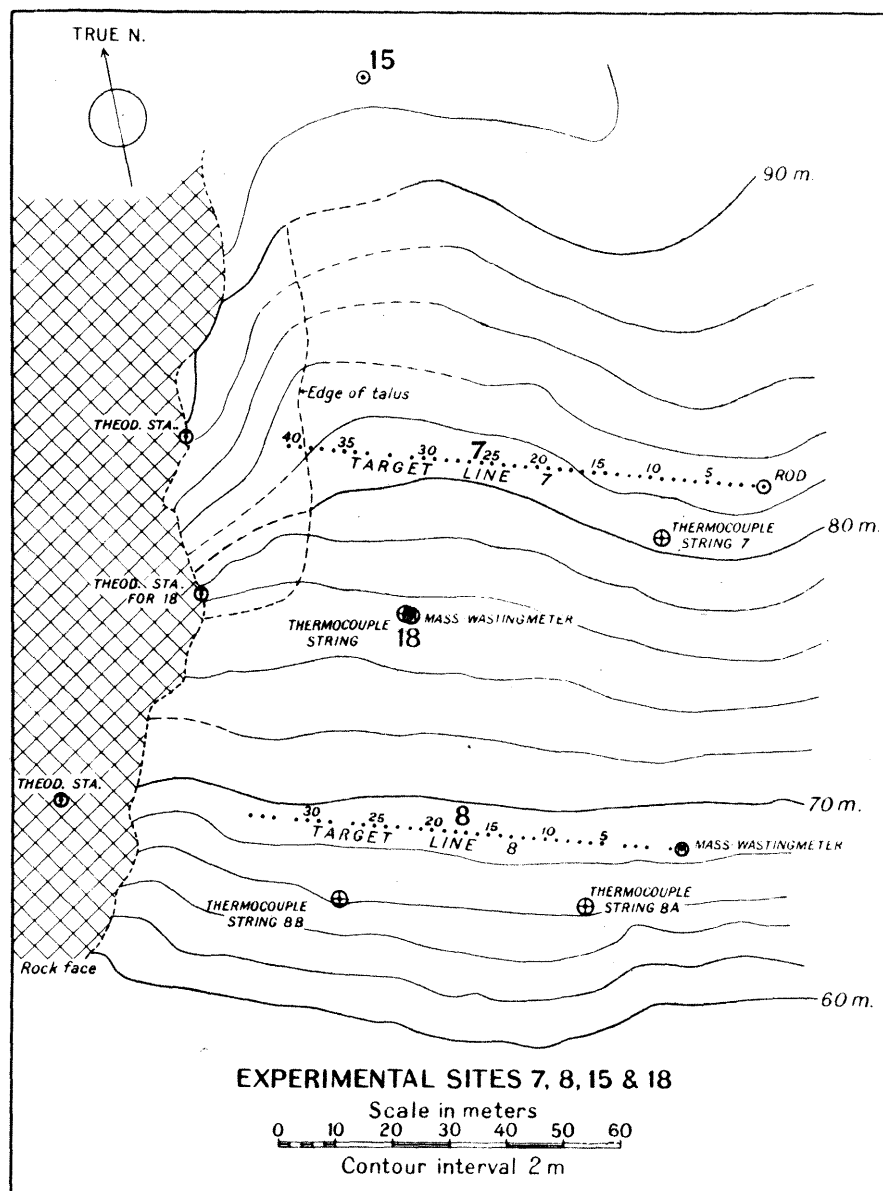 TRUE N.
15
90 m.
Edge of talus
THEOD. STA.
40 35 30 7 25 20 15 10 5
TARGET LINE 7
ROD
80 m.
THERMOCOUPLE
STRING 7
THEOD. STA.
FOR 18
MASS WASTINGMETER
THERMOCOUPLE
STRING
18
THEOD. STA.
70 m.
30 25 20 8 15 10 5
TARGET LINE 8
MASS WASTINGMETER
THERMOCOUPLE
STRING 8B
THERMOCOUPLE
STRING 8A
Rock face
60 m.
EXPERIMENTAL SITES 7, 8, 15 & 18
Scale in meters
0 10 20 30 40 50 60
Contour interval 2 m